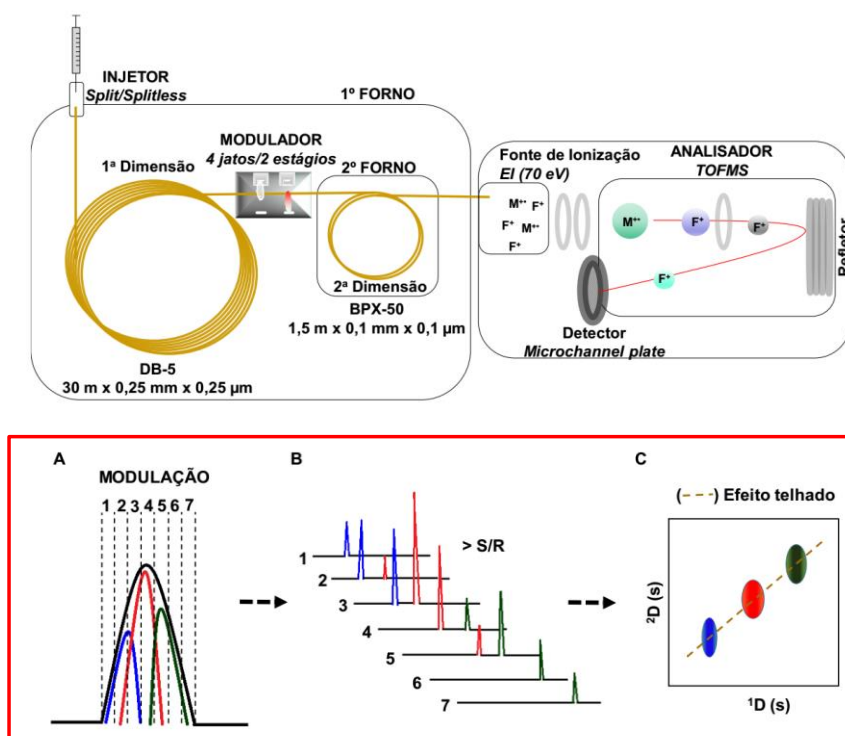 INJETOR
Split/Splitless
1º FORNO
1ª Dimensão
MODULADOR
4 jatos/2 estágios
2º FORNO
2ª Dimensão
BPX-50
1,5 m x 0,1 mm x 0,1 µm
DB-5
30 m x 0,25 mm x 0,25 µm
Fonte de Ionização
EI (70 eV)
M⁺• F⁺
F⁺ M⁺•
F⁺
ANALISADOR
TOFMS
M⁺•
F⁺
F⁺
F⁺
Refletor
Detector
Microchannel plate
A
MODULAÇÃO
1 2 3 4 5 6 7
B
> S/R
1
2
3
4
5
6
7
C
(----) Efeito telhado
²D (s)
¹D (s)